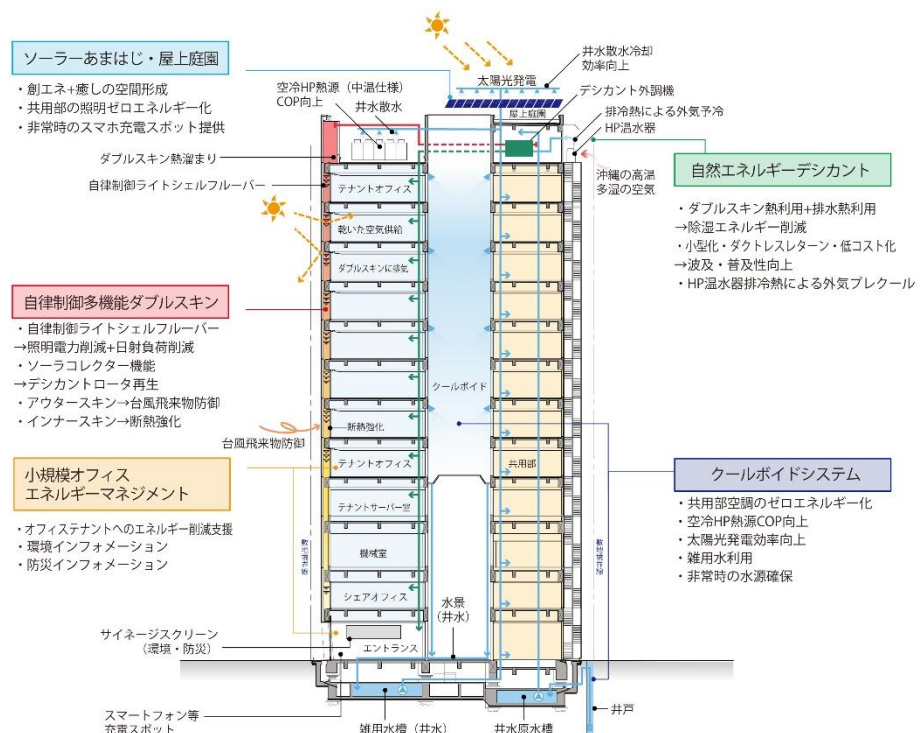 ソーラーあまはじ・屋上庭園
・創エネ+癒しの空間形成
・共用部の照明ゼロエネルギー化
・非常時のスマホ充電スポット提供
空冷HP熱源（中温仕様）
COP向上
井水散水
太陽光発電
井水散水冷却
効率向上
デシカント外調機
屋上庭園
排冷熱による外気予冷
HP温水器
沖縄の高温
多湿の空気
ダブルスキン熱溜まり
自律制御ライトシェルフルーバー
自然エネルギーデシカント
・ダブルスキン熱利用+排水熱利用
→除湿エネルギー削減
・小型化・ダクトレスレターン・低コスト化
→波及・普及性向上
・HP温水器排冷熱による外気プレクール
テナントオフィス
乾いた空気供給
ダブルスキンに排気
自律制御多機能ダブルスキン
・自律制御ライトシェルフルーバー
→照明電力削減+日射負荷削減
・ソーラコレクター機能
→デシカントロータ再生
・アウタースキン→台風飛来物防御
・インナースキン→断熱強化
クールボイド
台風飛来物防御
断熱強化
テナントオフィス
共用部
小規模オフィス
エネルギーマネジメント
・オフィステナントへのエネルギー削減支援
・環境インフォメーション
・防災インフォメーション
クールボイドシステム
・共用部空調のゼロエネルギー化
・空冷HP熱源COP向上
・太陽光発電効率向上
・雑用水利用
・非常時の水源確保
テナントサーバー室
機械室
シェアオフィス
水景
（井水）
サイネージスクリーン
（環境・防災）
エントランス
スマートフォン等
充電スポット
雑用水槽（井水）
井水原水槽
井戸